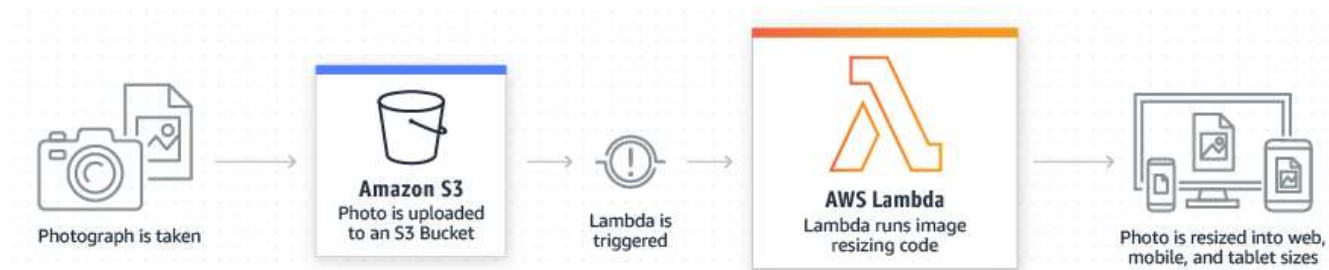 Photograph is taken
Amazon S3
Photo is uploaded
to an S3 Bucket
Lambda is
triggered
AWS Lambda
Lambda runs image
resizing code
Photo is resized into web,
mobile, and tablet sizes